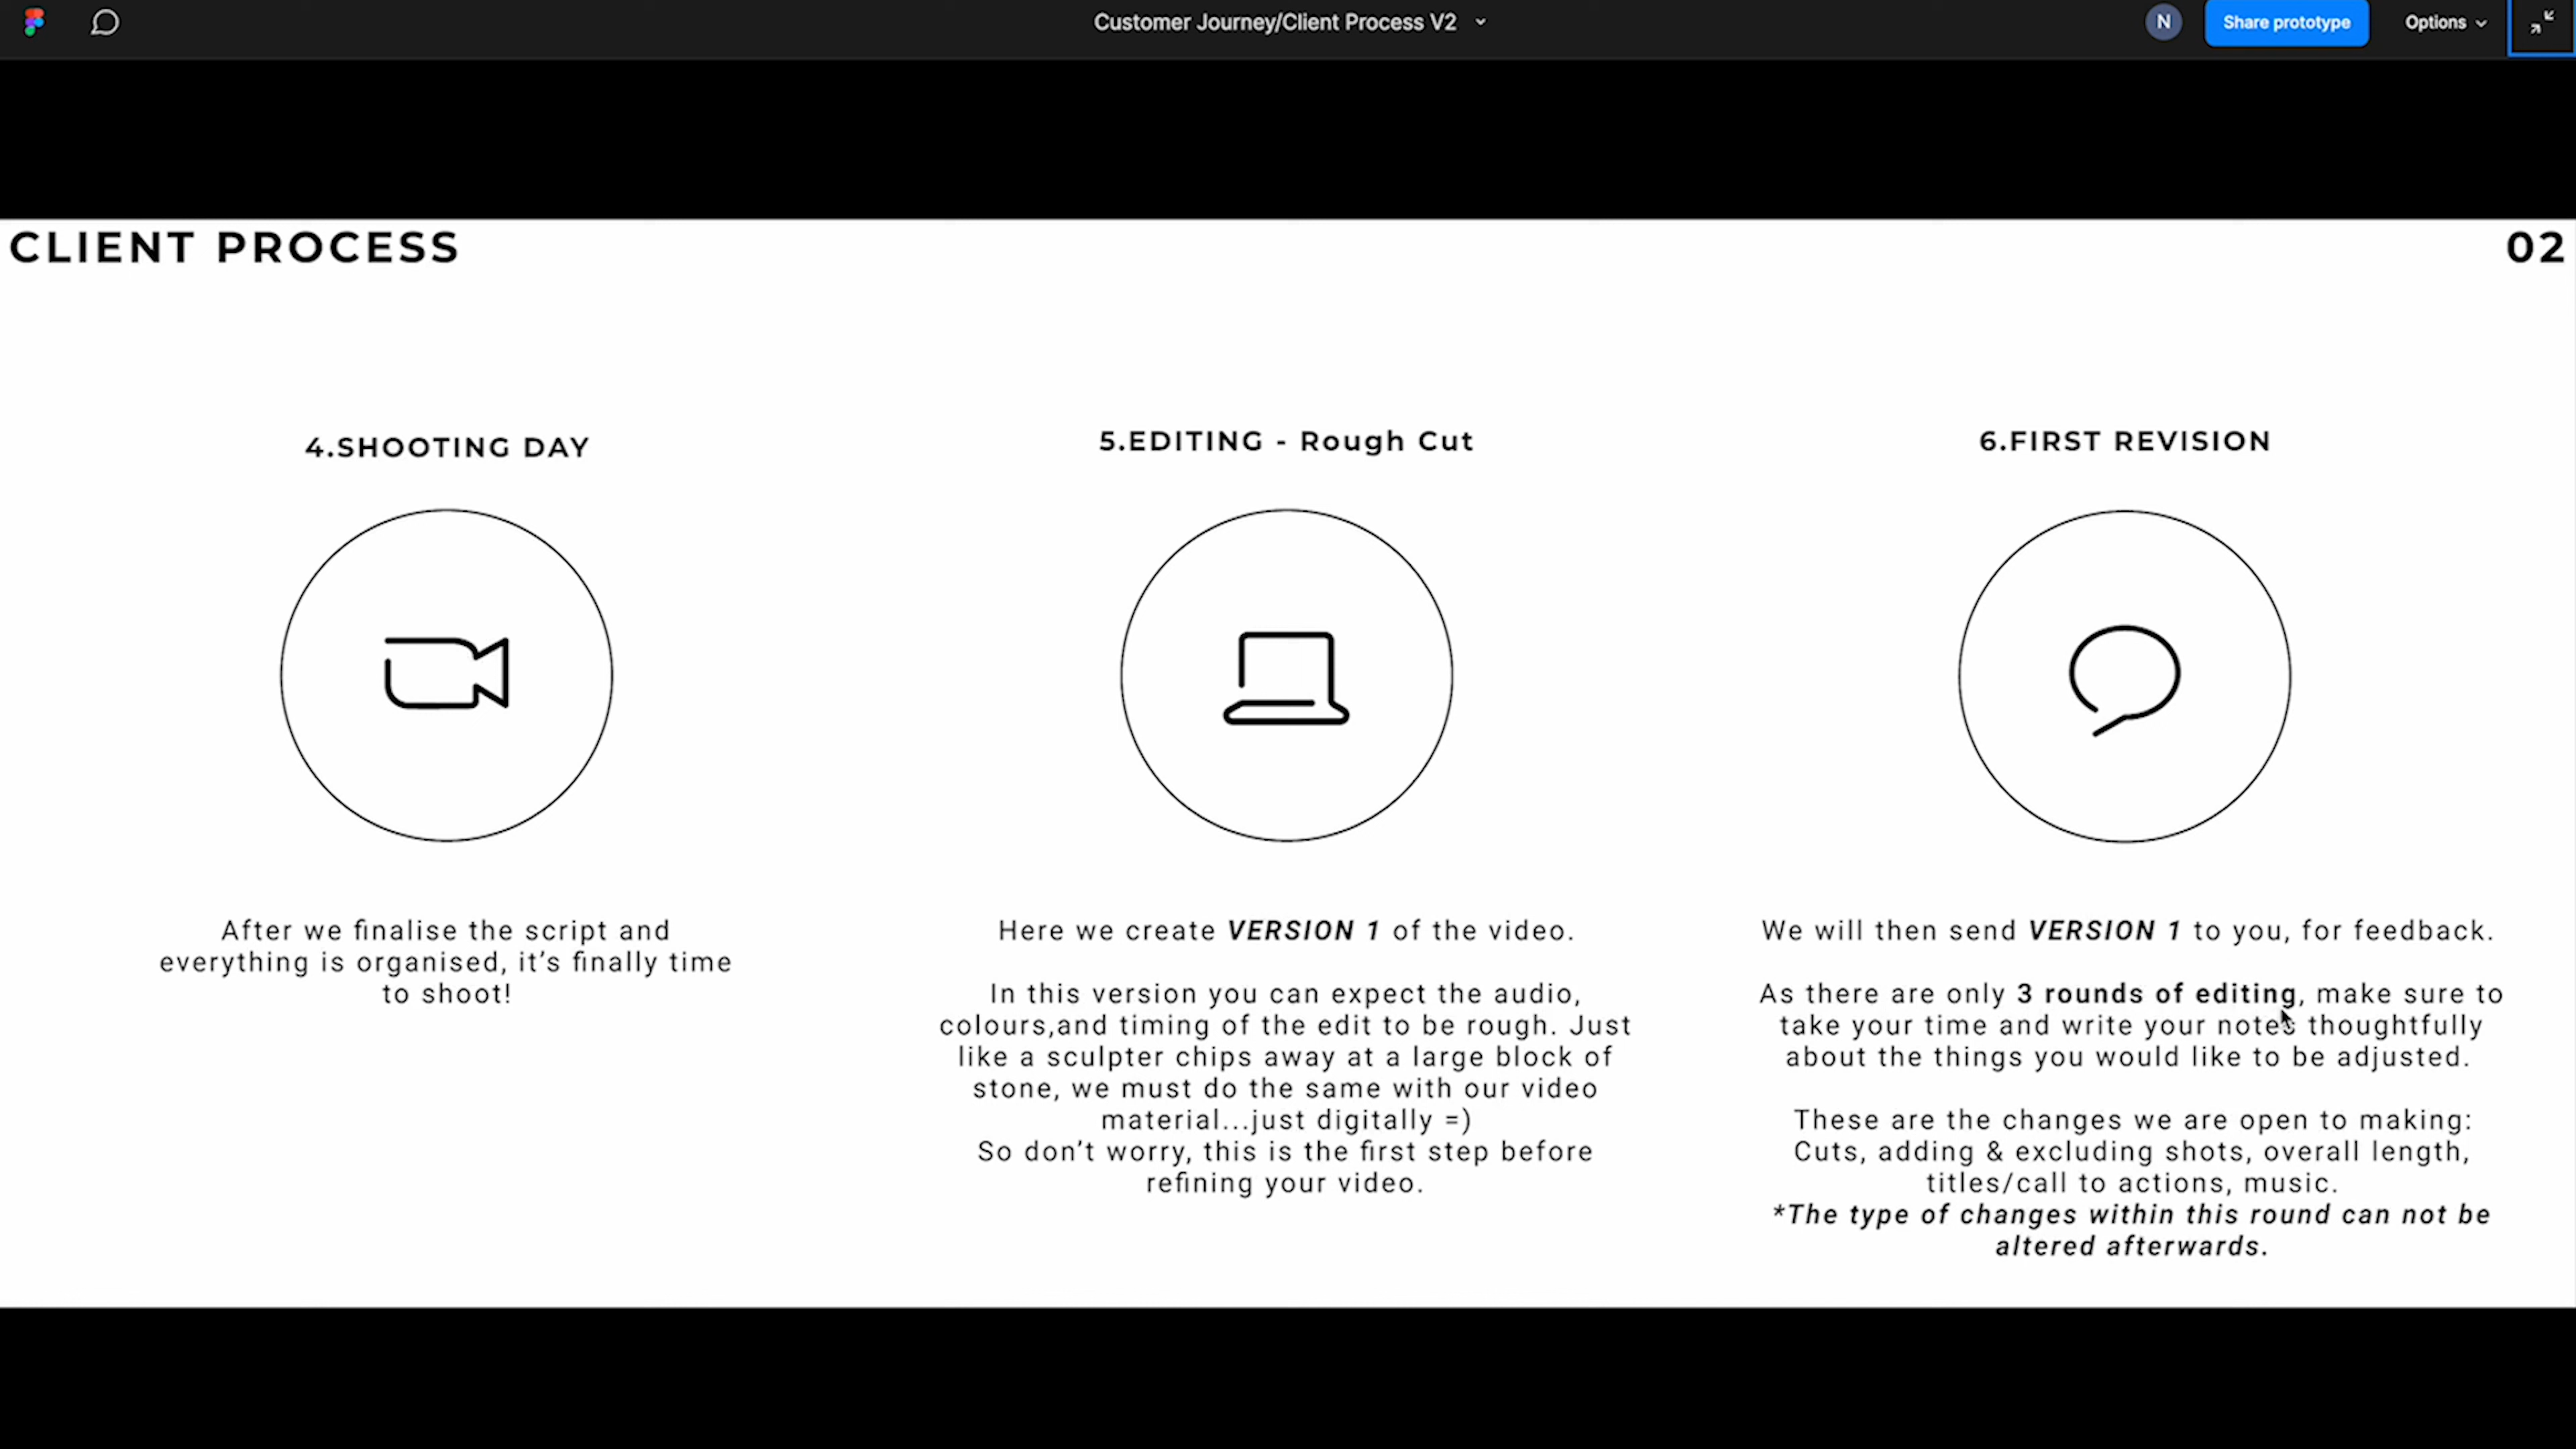 Customer Journey/Client Process V2
N
Share prototype
Options
CLIENT PROCESS
02
4.SHOOTING DAY
After we finalise the script and
everything is organised, it’s finally time
to shoot!
5.EDITING - Rough Cut
Here we create VERSION 1 of the video.
In this version you can expect the audio,
colours,and timing of the edit to be rough. Just
like a sculpter chips away at a large block of
stone, we must do the same with our video
material...just digitally =)
So don’t worry, this is the first step before
refining your video.
6.FIRST REVISION
We will then send VERSION 1 to you, for feedback.
As there are only 3 rounds of editing, make sure to
take your time and write your notes thoughtfully
about the things you would like to be adjusted.
These are the changes we are open to making:
Cuts, adding & excluding shots, overall length,
titles/call to actions, music.
*The type of changes within this round can not be
altered afterwards.